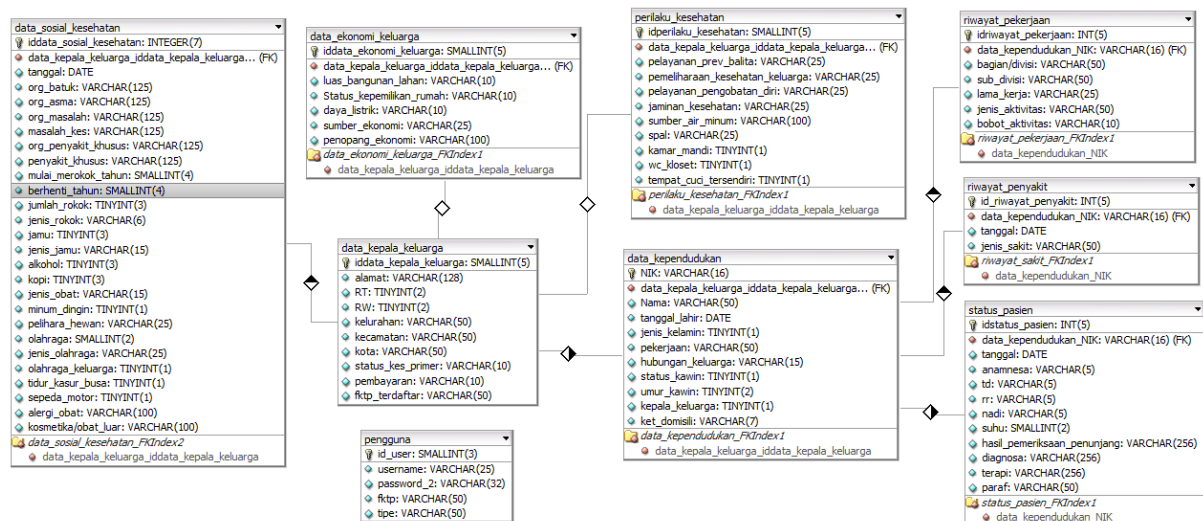 data_sosial_kesehatan
iddata_sosial_kesehatan: INTEGER(7)
data_kepala_keluarga_iddata_kepala_keluarga... (FK)
tanggal: DATE
org_batuk: VARCHAR(125)
org_asma: VARCHAR(125)
org_masalah: VARCHAR(125)
masalah_kes: VARCHAR(125)
org_penyakit_khusus: VARCHAR(125)
penyakit_khusus: VARCHAR(125)
mulai_merokok_tahun: SMALLINT(4)
berhenti_tahun: SMALLINT(4)
jumlah_rokok: TINYINT(3)
jenis_rokok: VARCHAR(6)
jamu: TINYINT(3)
jenis_jamu: VARCHAR(15)
alkohol: TINYINT(3)
kopi: TINYINT(3)
jenis_obat: VARCHAR(15)
minum_dingin: TINYINT(1)
pelihara_hewan: VARCHAR(25)
olahraga: SMALLINT(2)
jenis_olahraga: VARCHAR(25)
olahraga_keluarga: TINYINT(1)
tidur_kasur_busa: TINYINT(1)
sepeda_motor: TINYINT(1)
alergi_obat: VARCHAR(100)
kosmetika/obat_luar: VARCHAR(100)
data_sosial_kesehatan_FKIndex2
data_kepala_keluarga_iddata_kepala_keluarga
data_ekonomi_keluarga
iddata_ekonomi_keluarga: SMALLINT(5)
data_kepala_keluarga_iddata_kepala_keluarga... (FK)
luas_bangunan_lahan: VARCHAR(10)
Status_kepemilikan_rumah: VARCHAR(10)
daya_listrik: VARCHAR(10)
sumber_ekonomi: VARCHAR(25)
penopang_ekonomi: VARCHAR(100)
data_ekonomi_keluarga_FKIndex1
data_kepala_keluarga_iddata_kepala_keluarga
data_kepala_keluarga
iddata_kepala_keluarga: SMALLINT(5)
alamat: VARCHAR(128)
RT: TINYINT(2)
RW: TINYINT(2)
kelurahan: VARCHAR(50)
kecamatan: VARCHAR(50)
kota: VARCHAR(50)
status_kes_primer: VARCHAR(10)
pembayaran: VARCHAR(10)
fktp_terdaftar: VARCHAR(50)
pengguna
id_user: SMALLINT(3)
username: VARCHAR(25)
password_2: VARCHAR(32)
fktp: VARCHAR(50)
tipe: VARCHAR(50)
perilaku_kesehatan
idperilaku_kesehatan: SMALLINT(5)
data_kepala_keluarga_iddata_kepala_keluarga... (FK)
pelayanan_prev_balita: VARCHAR(25)
pemeliharaan_kesehatan_keluarga: VARCHAR(25)
pelayanan_pengobatan_diri: VARCHAR(25)
jaminan_kesehatan: VARCHAR(25)
sumber_air_minum: VARCHAR(100)
spal: VARCHAR(25)
kamar_mandi: TINYINT(1)
wc_kloset: TINYINT(1)
tempat_cuci_tersendiri: TINYINT(1)
perilaku_kesehatan_FKIndex1
data_kepala_keluarga_iddata_kepala_keluarga
data_kependudukan
NIK: VARCHAR(16)
data_kepala_keluarga_iddata_kepala_keluarga... (FK)
Nama: VARCHAR(50)
tanggal_lahir: DATE
jenis_kelamin: TINYINT(1)
pekerjaan: VARCHAR(50)
hubungan_keluarga: VARCHAR(15)
status_kawin: TINYINT(1)
umur_kawin: TINYINT(2)
kepala_keluarga: TINYINT(1)
ket_domisili: VARCHAR(7)
data_kependudukan_FKIndex1
data_kepala_keluarga_iddata_kepala_keluarga
riwayat_pekerjaan
idriwayat_pekerjaan: INT(5)
data_kependudukan_NIK: VARCHAR(16) (FK)
bagian/divisi: VARCHAR(50)
sub_divisi: VARCHAR(50)
lama_kerja: VARCHAR(25)
jenis_aktivitas: VARCHAR(50)
bobot_aktivitas: VARCHAR(10)
riwayat_pekerjaan_FKIndex1
data_kependudukan_NIK
riwayat_penyakit
id_riwayat_penyakit: INT(5)
data_kependudukan_NIK: VARCHAR(16) (FK)
tanggal: DATE
jenis_sakit: VARCHAR(50)
riwayat_sakit_FKIndex1
data_kependudukan_NIK
status_pasien
idstatus_pasien: INT(5)
data_kependudukan_NIK: VARCHAR(16) (FK)
tanggal: DATE
anamnesa: VARCHAR(5)
td: VARCHAR(5)
rr: VARCHAR(5)
nadi: VARCHAR(5)
suhu: SMALLINT(2)
hasil_pemeriksaan_penunjang: VARCHAR(256)
diagnosa: VARCHAR(256)
terapi: VARCHAR(256)
paraf: VARCHAR(50)
status_pasien_FKIndex1
data_kependudukan_NIK